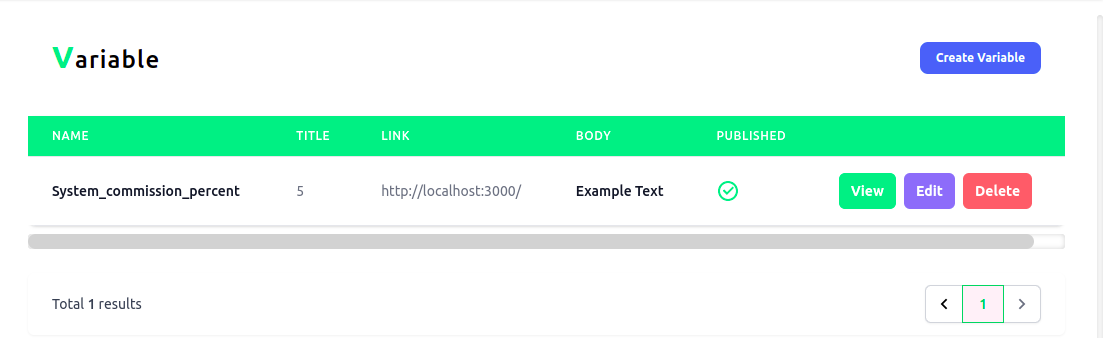 Variable
Create Variable
NAME TITLE LINK BODY PUBLISHED
System_commission_percent 5 http://localhost:3000/ Example Text View Edit Delete
Total 1 results
1